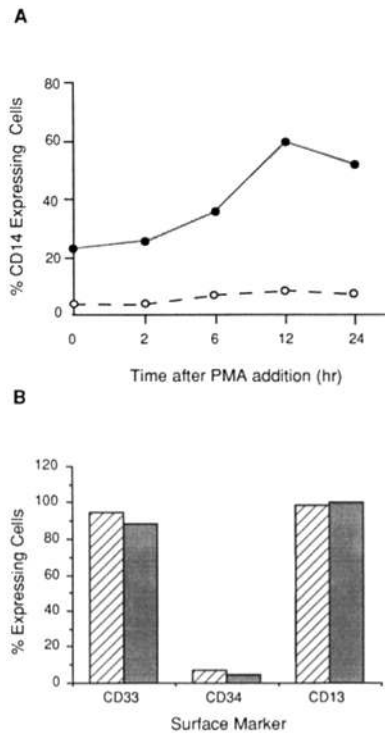 A
% CD14 Expressing Cells
80
60
40
20
0
0 2 6 12 24
Time after PMA addition (hr)
B
% Expressing Cells
120
100
80
60
40
20
0
CD33 CD34 CD13
Surface Marker